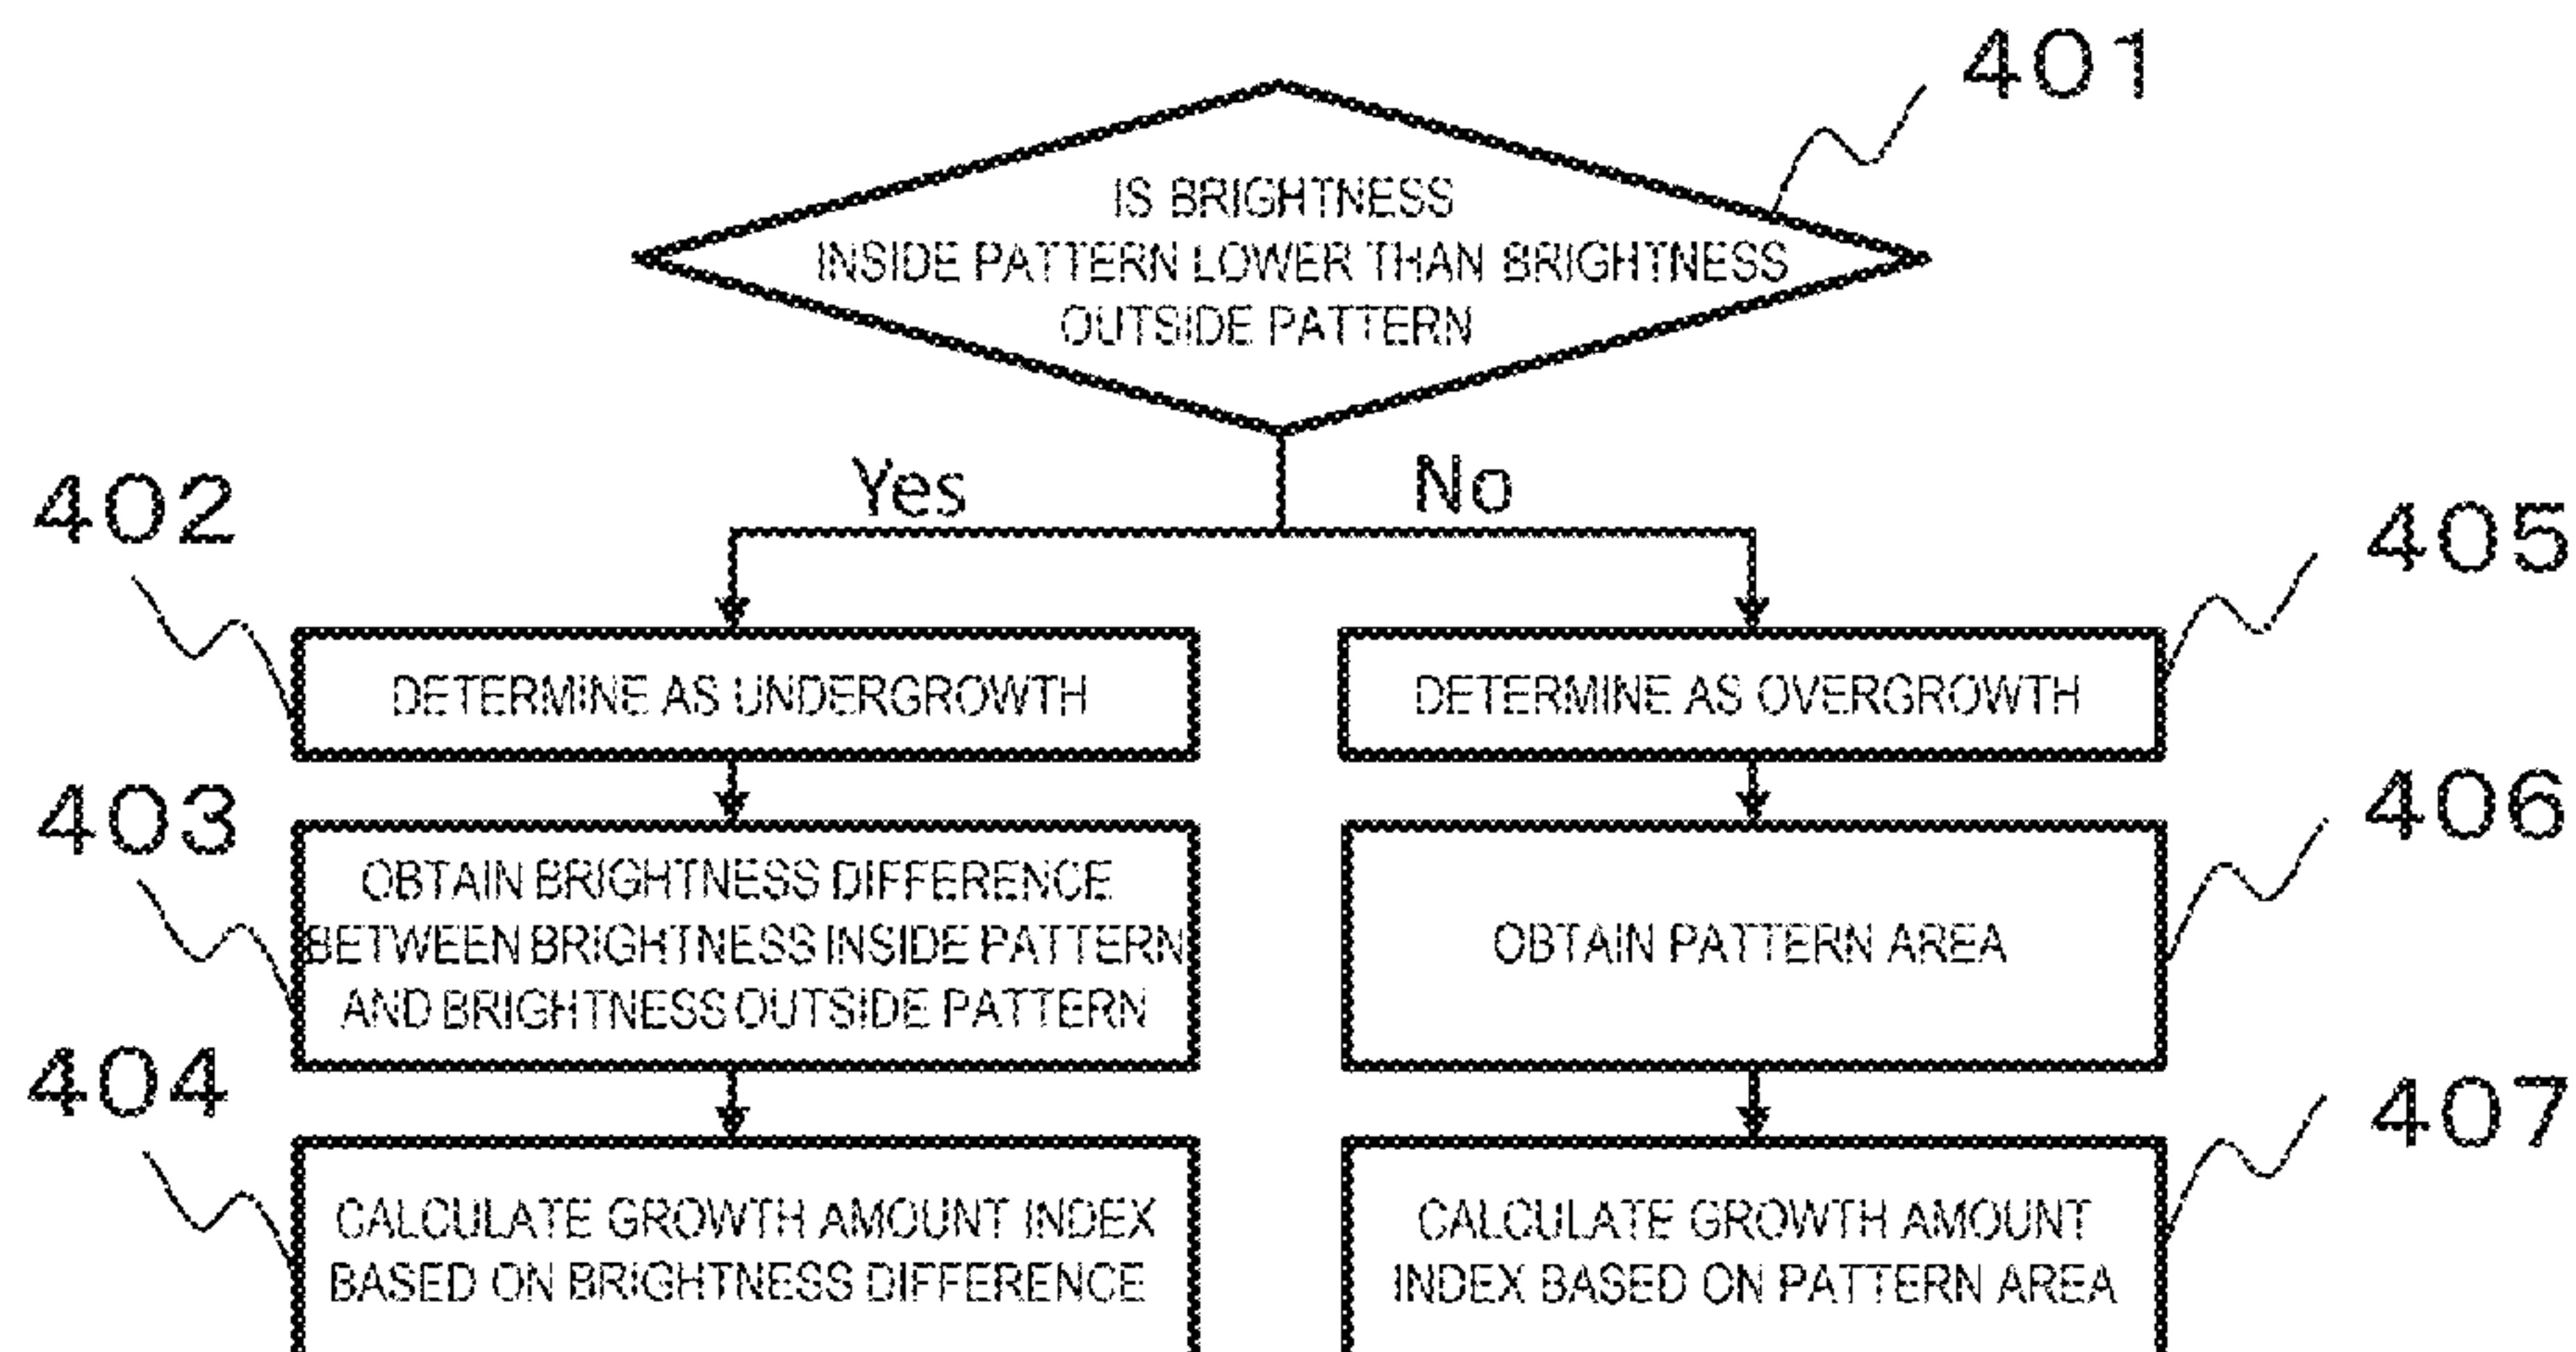 401
IS BRIGHTNESS
INSIDE PATTERN LOWER THAN BRIGHTNESS
OUTSIDE PATTERN
Yes
No
402
DETERMINE AS UNDERGROWTH
405
DETERMINE AS OVERGROWTH
403
OBTAIN BRIGHTNESS DIFFERENCE
BETWEEN BRIGHTNESS INSIDE PATTERN
AND BRIGHTNESS OUTSIDE PATTERN
406
OBTAIN PATTERN AREA
404
CALCULATE GROWTH AMOUNT INDEX
BASED ON BRIGHTNESS DIFFERENCE
407
CALCULATE GROWTH AMOUNT
INDEX BASED ON PATTERN AREA